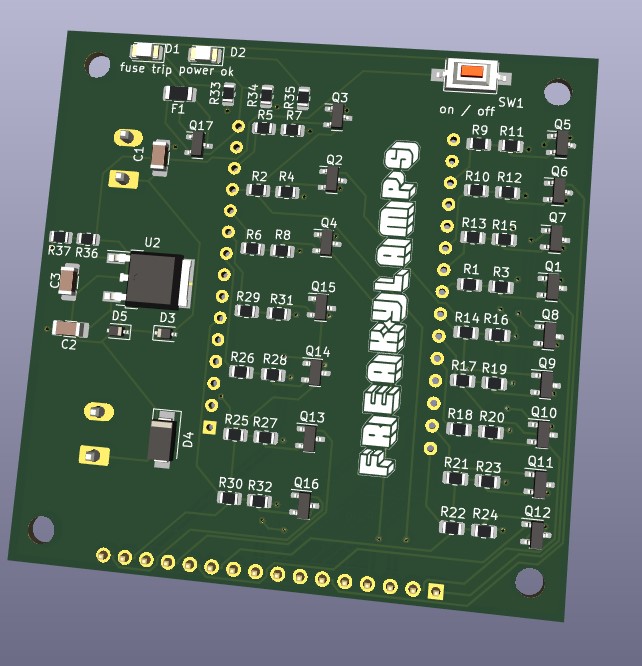 D1
D2
fuse trip
power ok
SW1
on / off
F1
R33
R34
R35
Q17
C1
R5
R7
Q3
R9
R11
Q5
R2
R4
Q2
R10
R12
Q6
R37
R36
U2
R6
R8
Q4
R13
R15
Q7
C3
R1
R3
Q1
C2
D5
D3
R29
R31
Q15
R14
R16
Q8
R26
R28
Q14
R17
R19
Q9
R25
R27
Q13
R18
R20
Q10
D4
R21
R23
Q11
R30
R32
Q16
R22
R24
Q12
FREAKYLAMPS